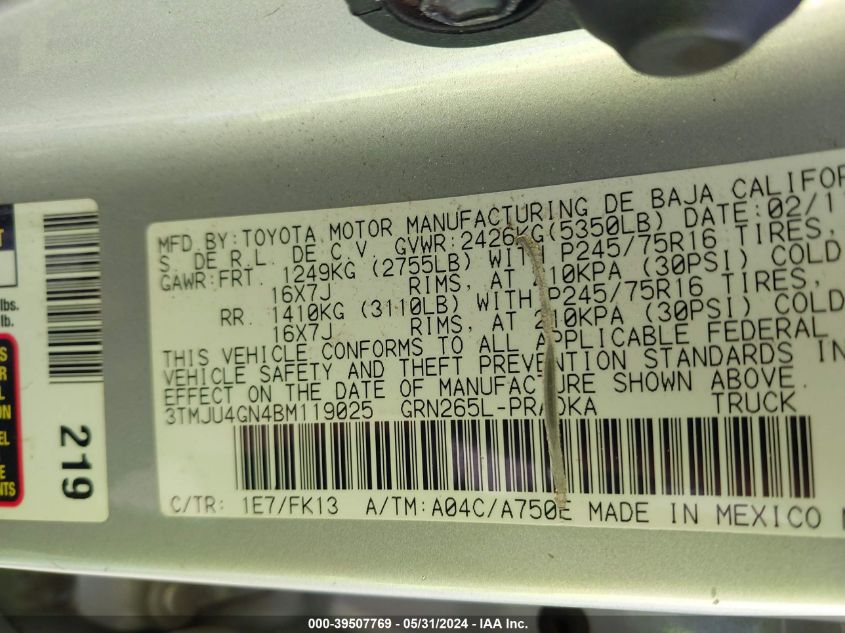 MFD BY: TOYOTA MOTOR MANUFACTURING DE BAJA CALIFOR
S. DE R.L. DE C.V. GVWR: 2426KG(5350LB) DATE: 02/1
GAWR: FRT. 1249KG (2755LB) WITH P245/75R16 TIRES,
16X7J RIMS, AT 210KPA (30PSI) COLD
RR. 1410KG (3110LB) WITH P245/75R16 TIRES,
16X7J RIMS, AT 210KPA (30PSI) COLD
THIS VEHICLE CONFORMS TO ALL APPLICABLE FEDERAL
VEHICLE SAFETY AND THEFT PREVENTION STANDARDS IN
EFFECT ON THE DATE OF MANUFACTURE SHOWN ABOVE.
3TMJU4GN4BM119025 GRN265L-PRADKA TRUCK
C/TR: 1E7/FK13 A/TM: A04C/A750E MADE IN MEXICO
lbs.
lb.
219
000-39507769 - 05/31/2024 - IAA Inc.